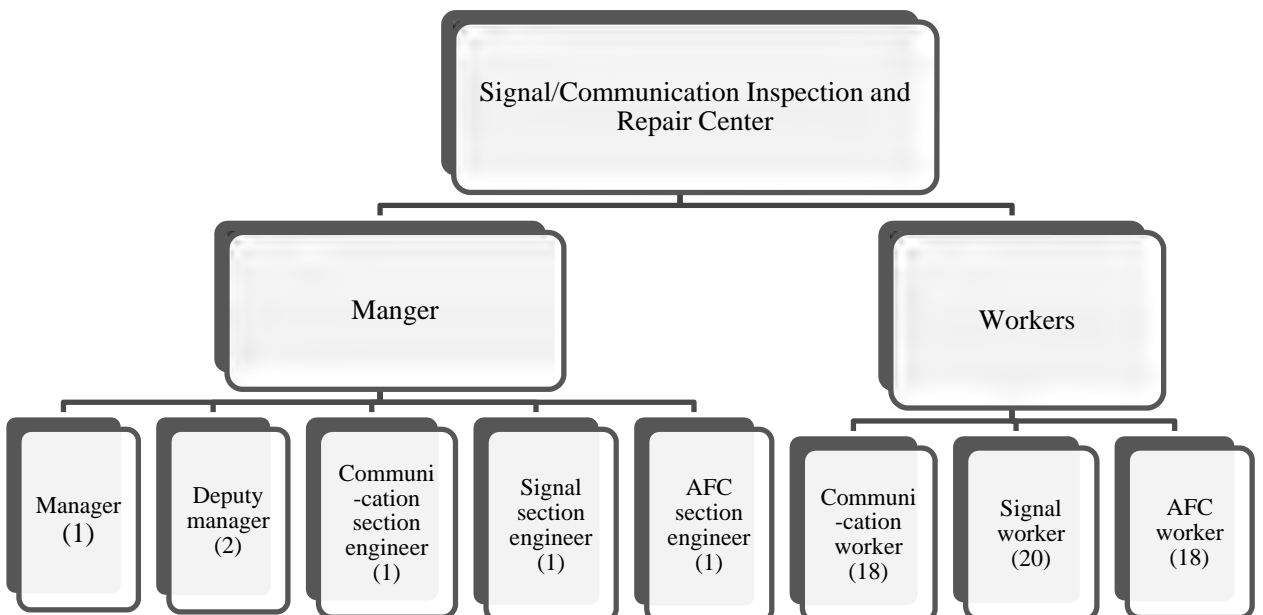 Signal/Communication Inspection and
Repair Center
Manger
Workers
Manager
(1)
Deputy
manager
(2)
Communi
-cation
section
engineer
(1)
Signal
section
engineer
(1)
AFC
section
engineer
(1)
Communi
-cation
worker
(18)
Signal
worker
(20)
AFC
worker
(18)